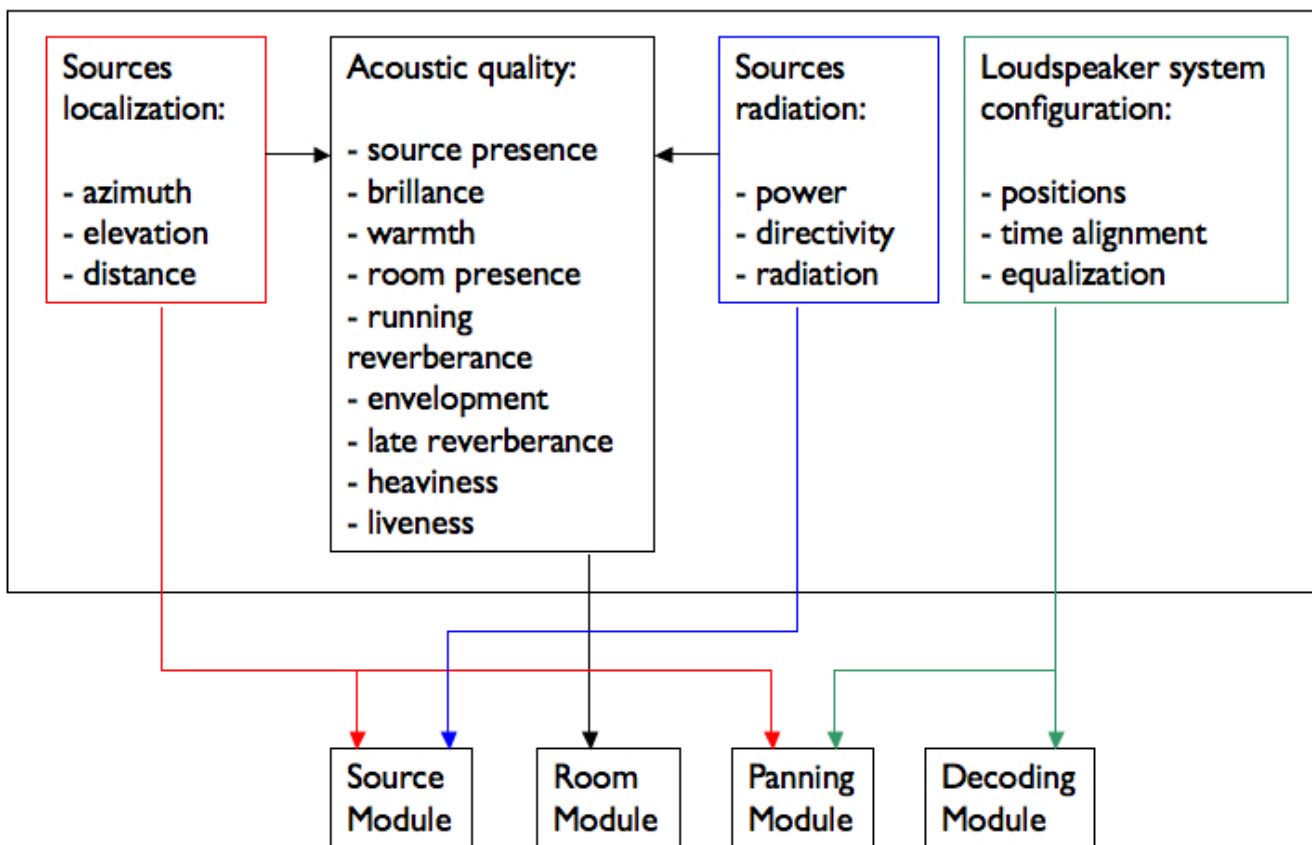 Sources
localization:
- azimuth
- elevation
- distance
Acoustic quality:
- source presence
- brillance
- warmth
- room presence
- running
reverberance
- envelopment
- late reverberance
- heaviness
- liveness
Sources
radiation:
- power
- directivity
- radiation
Loudspeaker system
configuration:
- positions
- time alignment
- equalization
Source
Module
Room
Module
Panning
Module
Decoding
Module